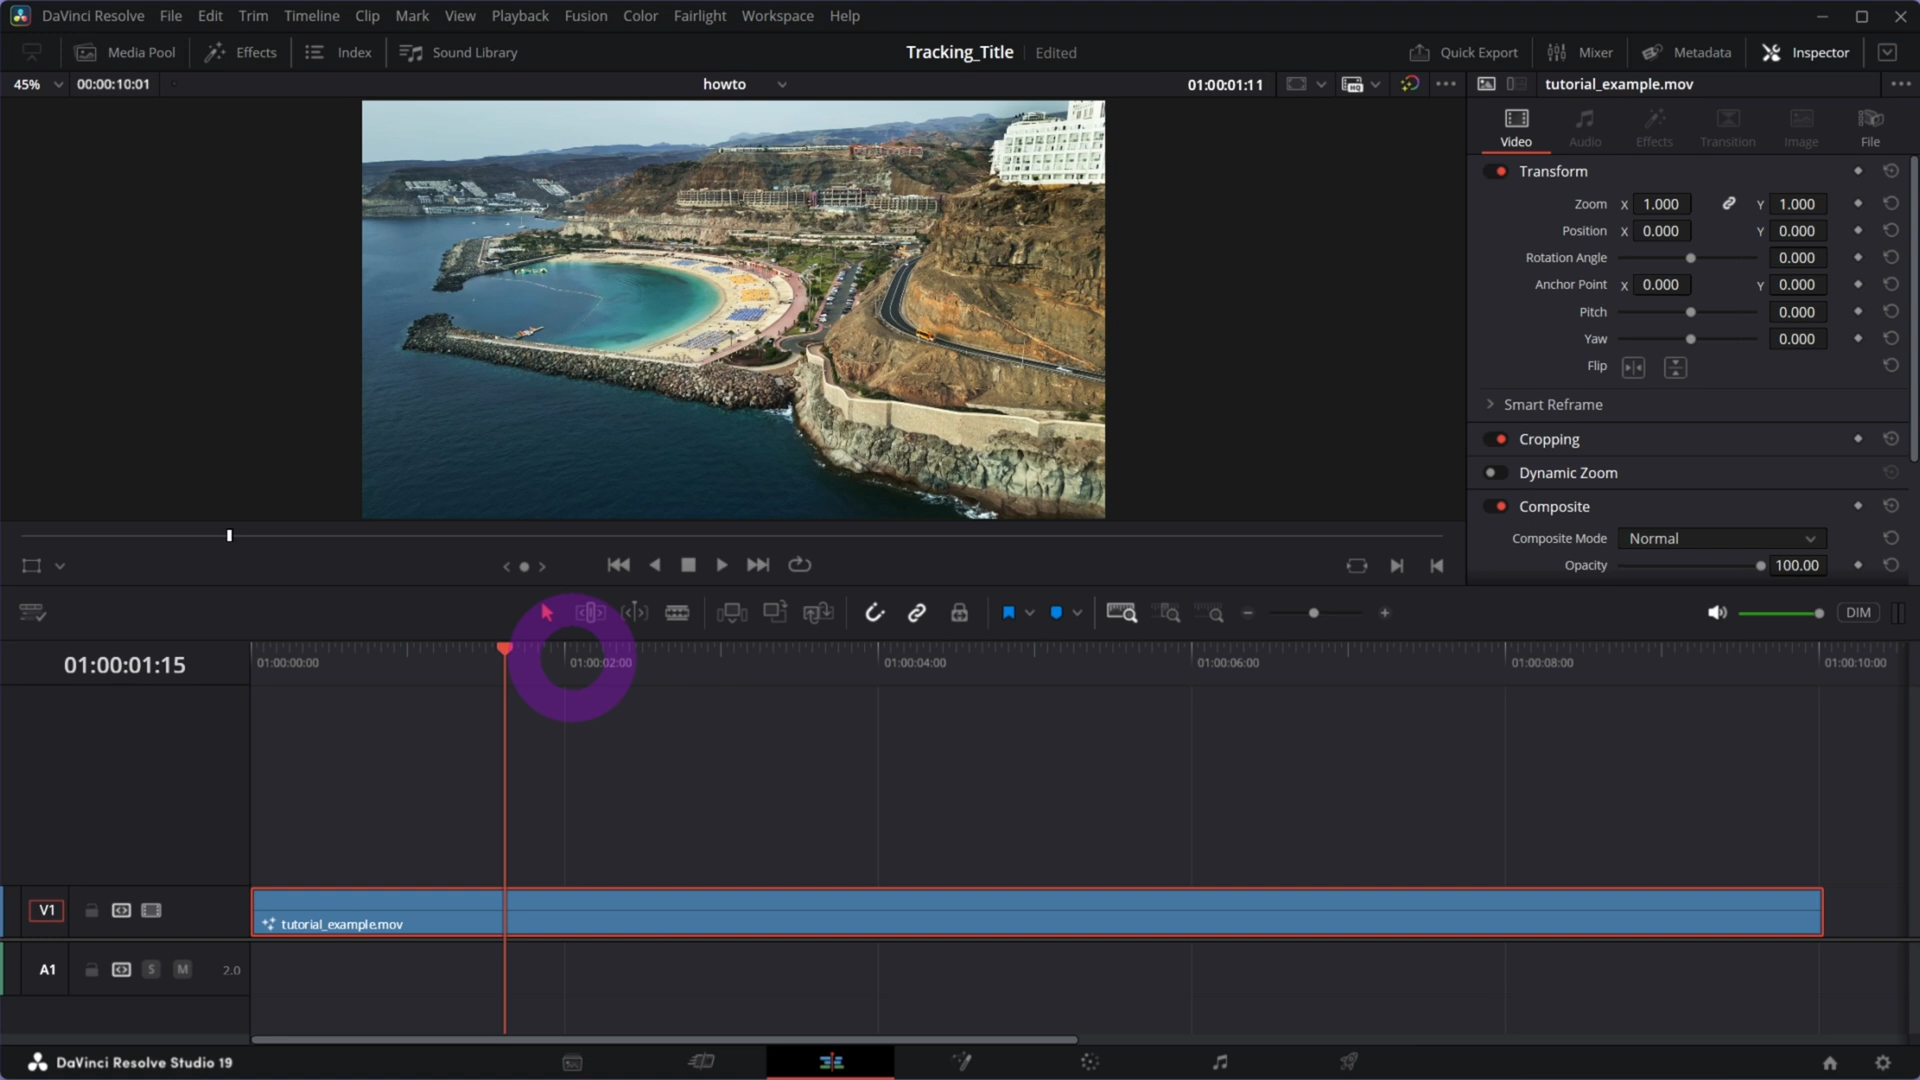 DaVinci Resolve File Edit Trim Timeline Clip Mark View Playback Fusion Color Fairlight Workspace Help
Media Pool Effects Index Sound Library Tracking_Title Edited Quick Export Mixer Metadata Inspector
45% 00:00:10:01 howto 01:00:01:11 HQ tutorial_example.mov
Video Audio Effects Transition Image File
Transform
Zoom X 1.000 Y 1.000
Position X 0.000 Y 0.000
Rotation Angle 0.000
Anchor Point X 0.000 Y 0.000
Pitch 0.000
Yaw 0.000
Flip
Smart Reframe
Cropping
Dynamic Zoom
Composite
Composite Mode Normal
Opacity 100.00
DIM
01:00:01:15 01:00:00:00 01:00:02:00 01:00:04:00 01:00:06:00 01:00:08:00 01:00:10:00
V1
tutorial_example.mov
A1 S M 2.0
DaVinci Resolve Studio 19